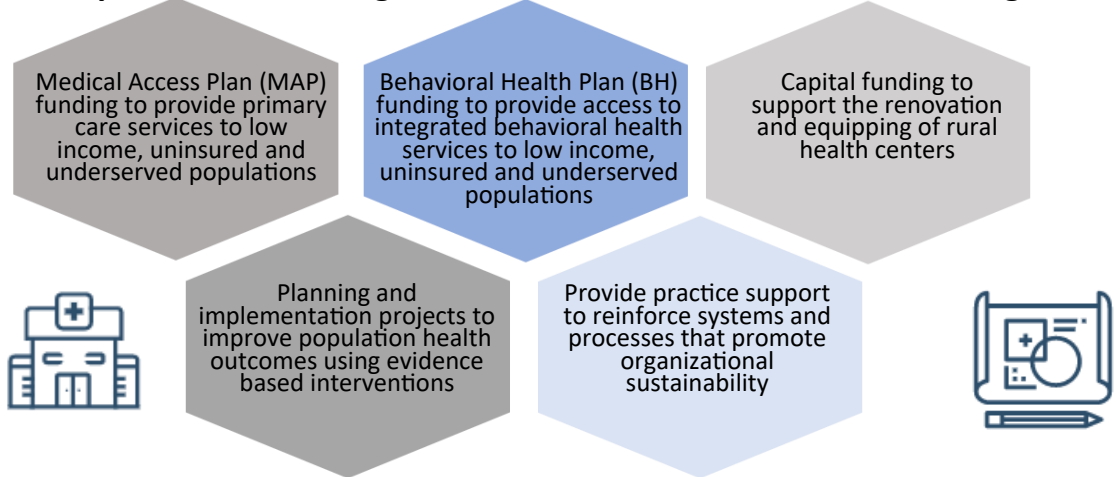 Medical Access Plan (MAP)
funding to provide primary
care services to low
income, uninsured and
underserved populations
Behavioral Health Plan (BH)
funding to provide access to
integrated behavioral health
services to low income,
uninsured and underserved
populations
Capital funding to
support the renovation
and equipping of rural
health centers
Planning and
implementation projects to
improve population health
outcomes using evidence
based interventions
Provide practice support
to reinforce systems and
processes that promote
organizational
sustainability